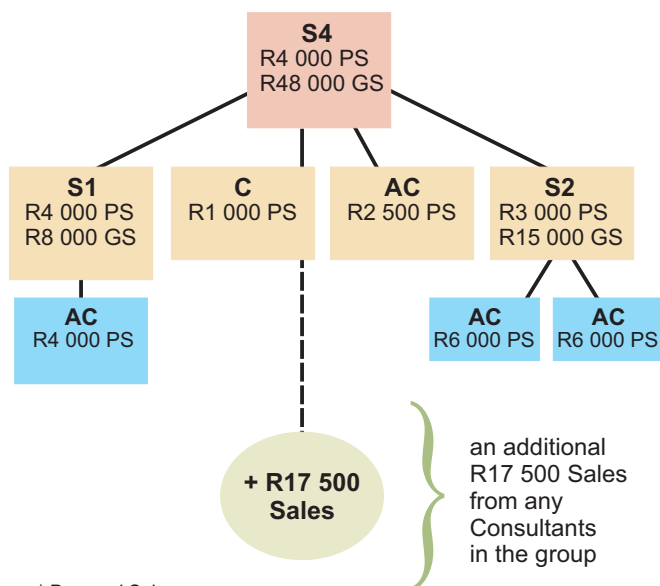 S4
R4 000 PS
R48 000 GS
S1
R4 000 PS
R8 000 GS
C
R1 000 PS
AC
R2 500 PS
S2
R3 000 PS
R15 000 GS
AC
R4 000 PS
AC
R6 000 PS
AC
R6 000 PS
+ R17 500
Sales
an additional
R17 500 Sales
from any
Consultants
in the group